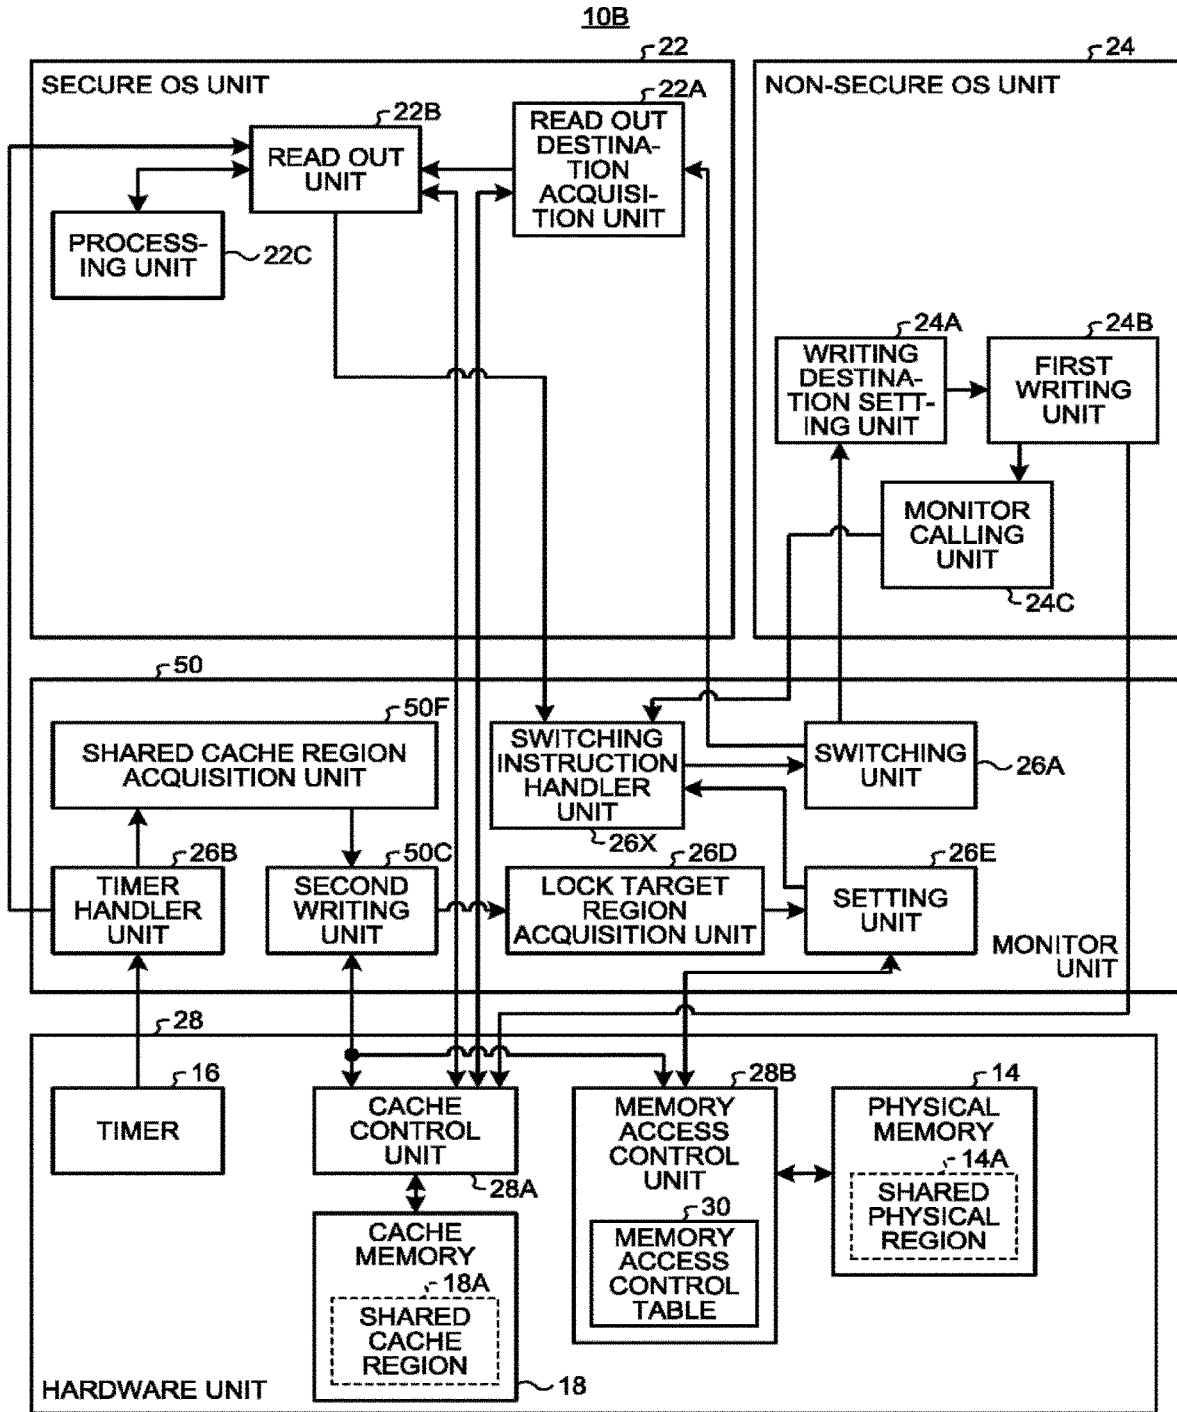 10B
22
SECURE OS UNIT
22A
READ OUT
DESTINA-
TION
ACQUISI-
TION UNIT
22B
READ OUT
UNIT
PROCESS-
ING UNIT
22C
24
NON-SECURE OS UNIT
24A
WRITING
DESTINA-
TION SETT-
ING UNIT
24B
FIRST
WRITING
UNIT
MONITOR
CALLING
UNIT
24C
50
50F
SHARED CACHE REGION
ACQUISITION UNIT
SWITCHING
INSTRUCTION
HANDLER
UNIT
26X
SWITCHING
UNIT
26A
26B
TIMER
HANDLER
UNIT
50C
SECOND
WRITING
UNIT
26D
LOCK TARGET
REGION
ACQUISITION UNIT
26E
SETTING
UNIT
MONITOR
UNIT
28
16
TIMER
CACHE
CONTROL
UNIT
28A
28B
MEMORY
ACCESS
CONTROL
UNIT
30
MEMORY
ACCESS
CONTROL
TABLE
14
PHYSICAL
MEMORY
14A
SHARED
PHYSICAL
REGION
CACHE
MEMORY
18A
SHARED
CACHE
REGION
18
HARDWARE UNIT